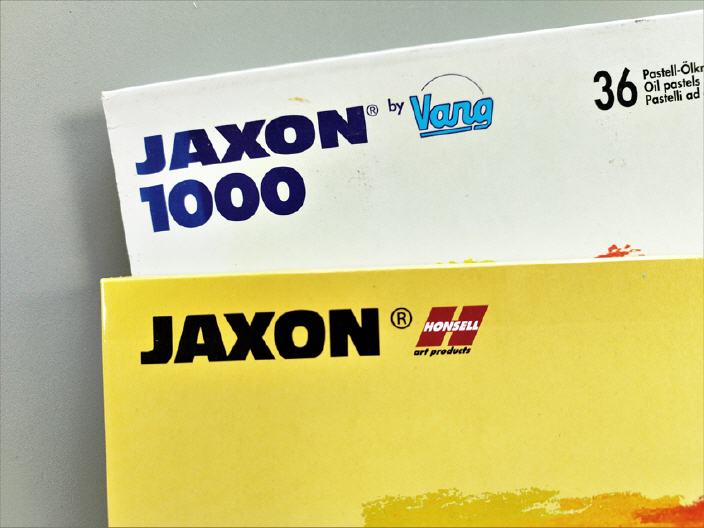 JAXON® by Vang
1000
36 Pastell-Ölkr
Oil pastels
Pastelli ad
JAXON® HONSELL
art products